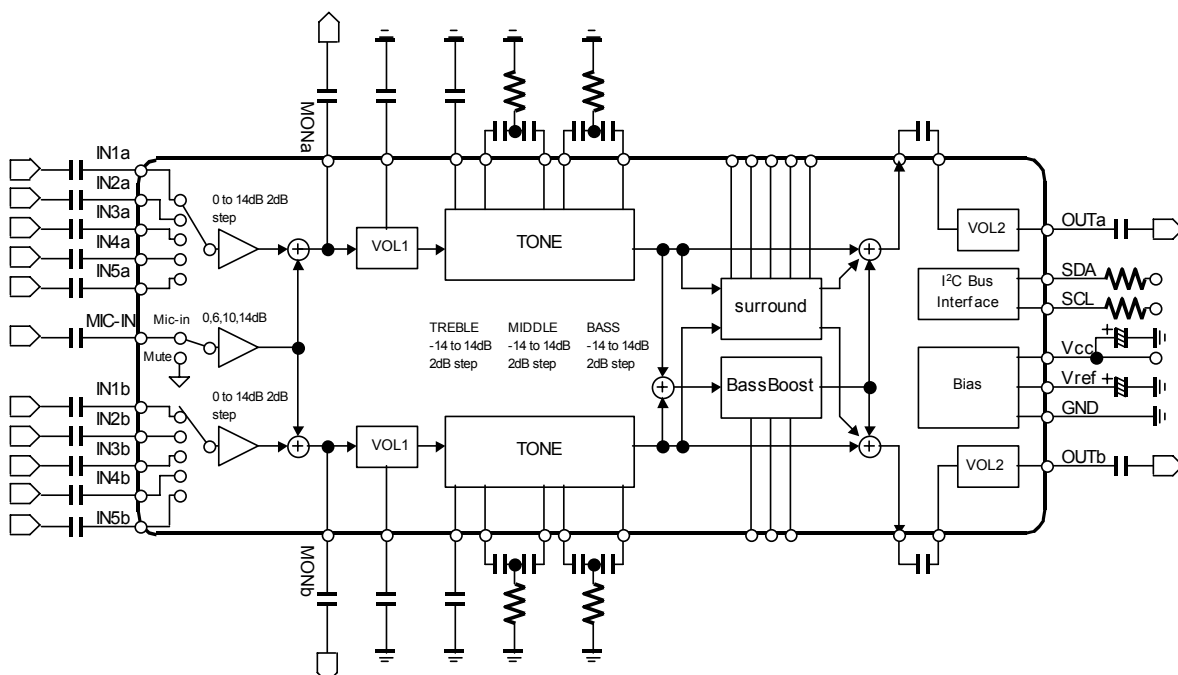 MONa
IN1a
IN2a
IN3a
IN4a
IN5a
0 to 14dB 2dB
step
+
VOL1
TONE
+
VOL2
OUTa
I²C Bus
Interface
SDA
SCL
MIC-IN
Mic-in
0,6,10,14dB
Mute
TREBLE
-14 to 14dB
2dB step
MIDDLE
-14 to 14dB
2dB step
BASS
-14 to 14dB
2dB step
surround
+
BassBoost
Bias
Vcc
+
Vref
+
GND
IN1b
IN2b
IN3b
IN4b
IN5b
0 to 14dB 2dB
step
+
VOL1
TONE
+
VOL2
OUTb
MONb